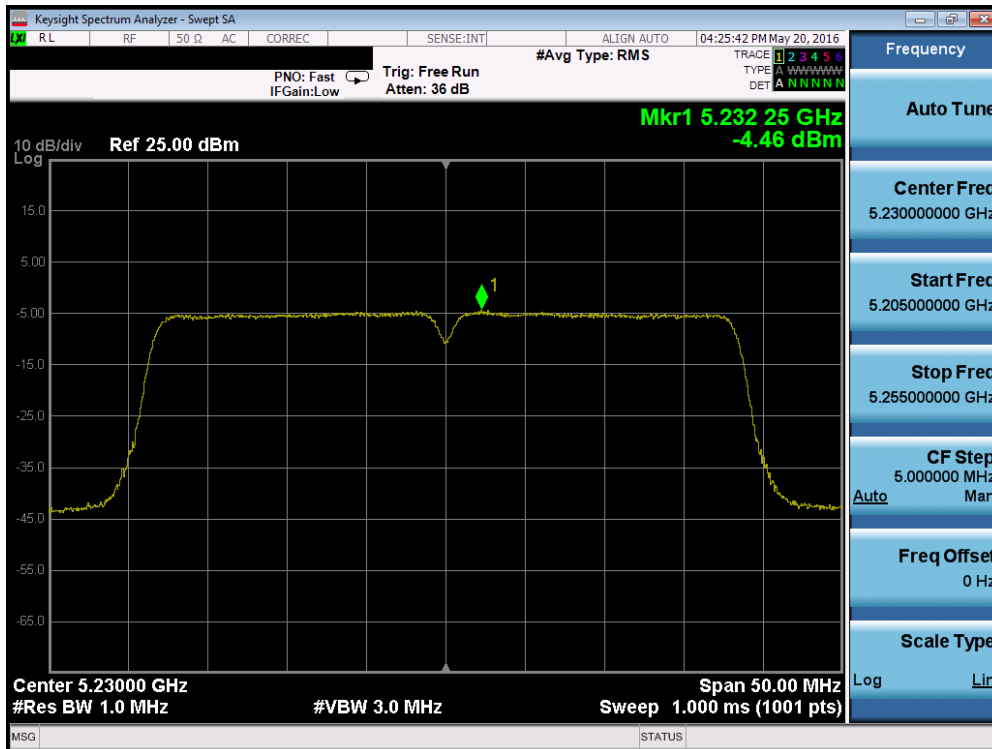 Keysight Spectrum Analyzer - Swept SA
LXI RL RF 50 Ω AC CORREC SENSE:INT ALIGN AUTO 04:25:42 PM May 20, 2016
#Avg Type: RMS
TRACE 1 2 3 4 5 6
PNO: Fast Trig: Free Run TYPE A WWWWWW
IFGain:Low Atten: 36 dB DET A N N N N N
Mkr1 5.232 25 GHz
-4.46 dBm
10 dB/div Ref 25.00 dBm
Log
15.0
5.00
1
-5.00
-15.0
-25.0
-35.0
-45.0
-55.0
-65.0
Center 5.23000 GHz Span 50.00 MHz
#Res BW 1.0 MHz #VBW 3.0 MHz Sweep 1.000 ms (1001 pts)
MSG STATUS
Frequency
Auto Tune
Center Freq
5.230000000 GHz
Start Freq
5.205000000 GHz
Stop Freq
5.255000000 GHz
CF Step
5.000000 MHz
Auto Man
Freq Offset
0 Hz
Scale Type
Log Lin